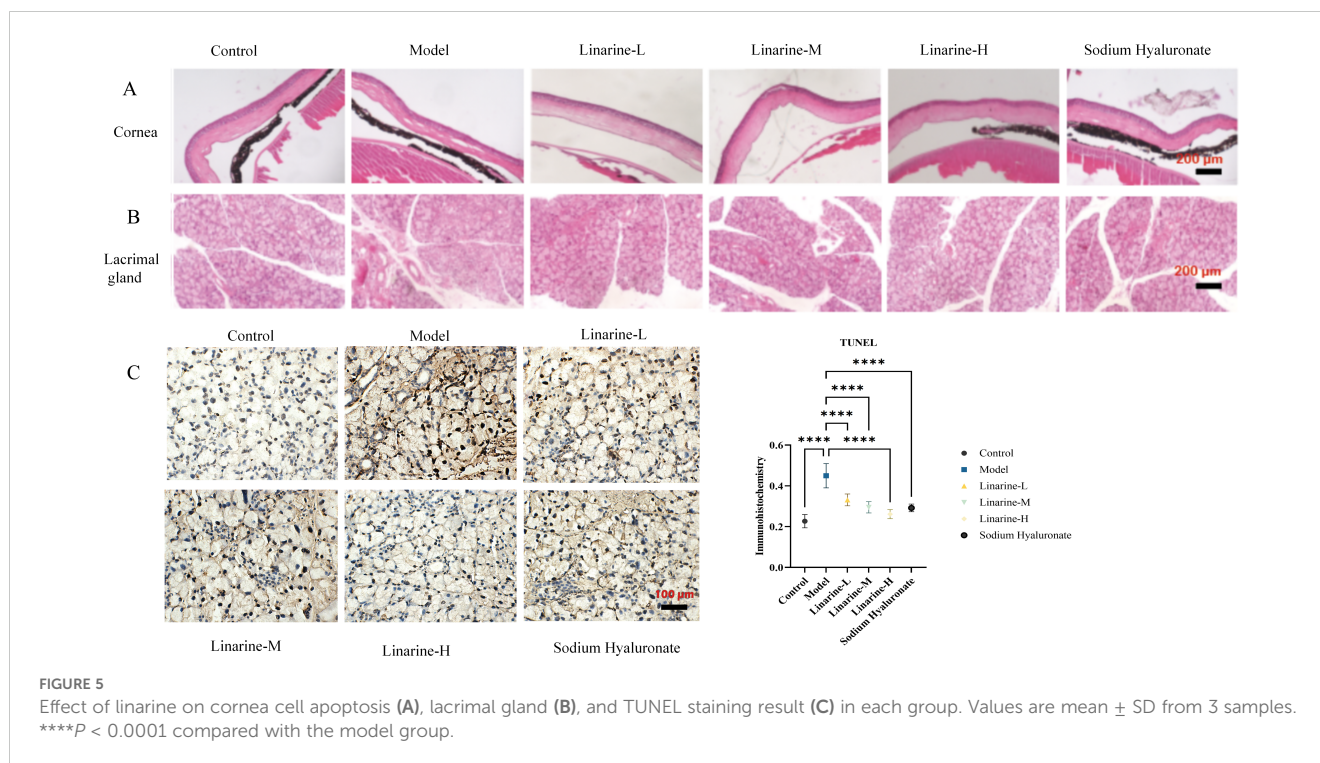 Control Model Linarine-L Linarine-M Linarine-H Sodium Hyaluronate
A
Cornea
200 µm
B
Lacrimal
gland
200 µm
Control Model Linarine-L
C
100 µm
Linarine-M Linarine-H Sodium Hyaluronate
TUNEL
****
****
****
**** ****
Immunohistochemistry
0.6
0.4
0.2
0.0
Control
Model
Linarine-L
Linarine-M
Linarine-H
Sodium Hyaluronate
Control
Model
Linarine-L
Linarine-M
Linarine-H
Sodium Hyaluronate
FIGURE 5
Effect of linarine on cornea cell apoptosis (A), lacrimal gland (B), and TUNEL staining result (C) in each group. Values are mean ± SD from 3 samples.
****P < 0.0001 compared with the model group.